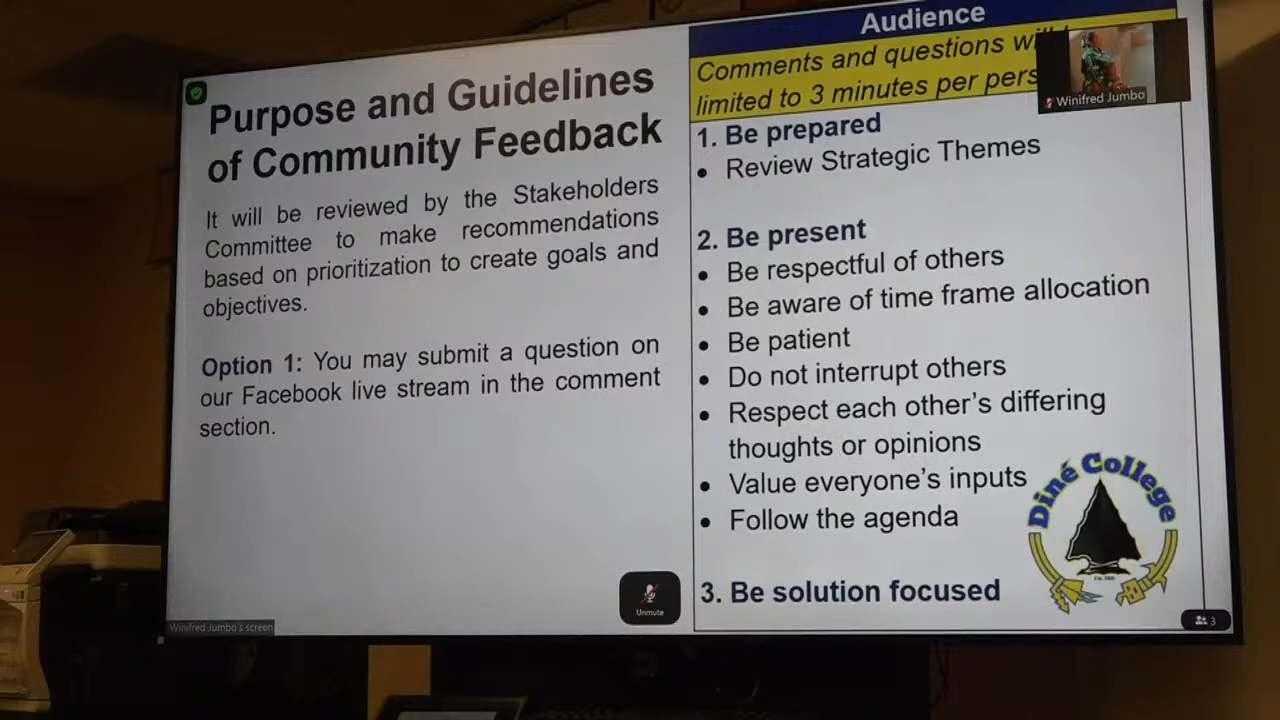 Purpose and Guidelines
of Community Feedback
It will be reviewed by the Stakeholders
Committee to make recommendations
based on prioritization to create goals and
objectives.
Option 1: You may submit a question on
our Facebook live stream in the comment
section.
Unmute
Winifred Jumbo's screen
Audience
Comments and questions
limited to 3 minutes per
Winifred Jumbo
1. Be prepared
• Review Strategic Themes
2. Be present
• Be respectful of others
• Be aware of time frame allocation
• Be patient
• Do not interrupt others
• Respect each other's differing
thoughts or opinions
• Value everyone's inputs
• Follow the agenda
3. Be solution focused
Diné College
3